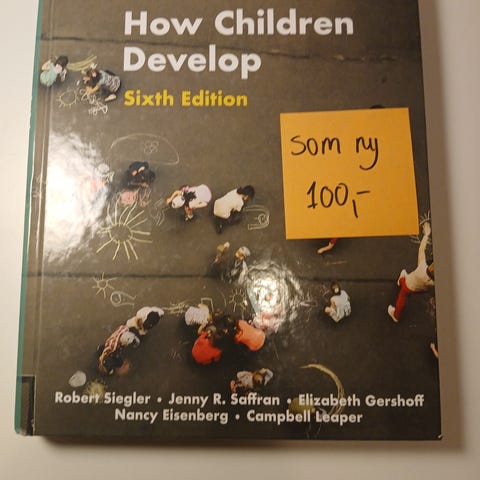 How Children
Develop
Sixth Edition
som ny
100,-
Robert Siegler • Jenny R. Saffran • Elizabeth Gershoff
Nancy Eisenberg • Campbell Leaper